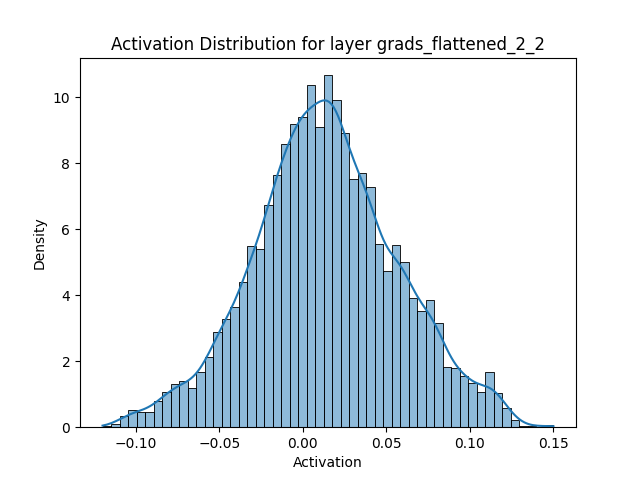 Activation Distribution for layer grads_flattened_2_2
10
8
6
4
2
0
Density
−0.10 −0.05 0.00 0.05 0.10 0.15
Activation